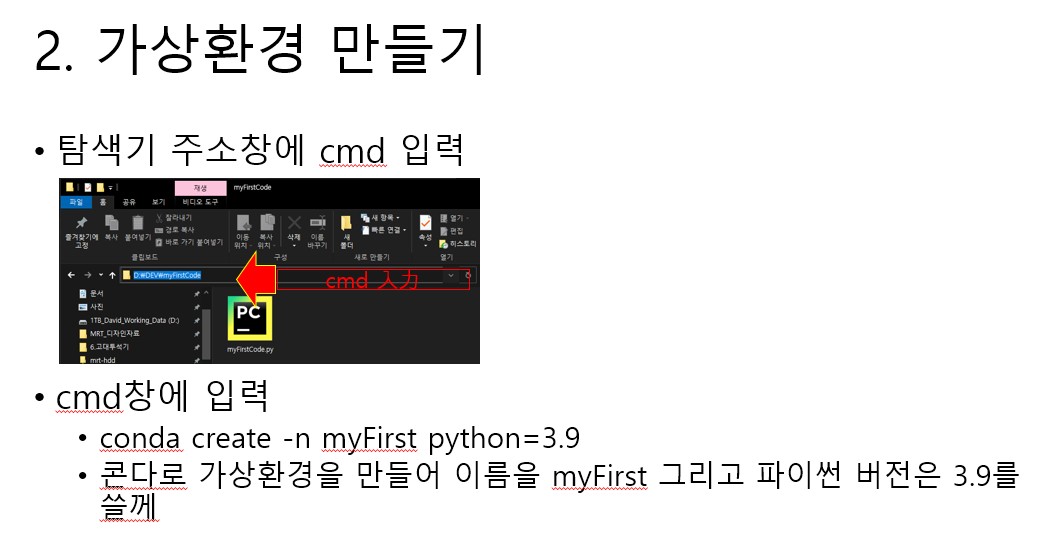 2. 가상환경 만들기
• 탐색기 주소창에 cmd 입력
재생 myFirstCode
파일 홈 공유 보기 비디오 도구
즐겨찾기에 고정 복사 붙여넣기 잘라내기 경로 복사 바로 가기 붙여넣기 이동 위치 복사 위치 삭제 이름 바꾸기 새 폴더 새 항목 빠른 연결 속성 열기 편집 히스토리
클립보드 구성 새로 만들기 열기
D:\DEV\myFirstCode cmd 入力
문서
사진
1TB_David_Working_Data (D:)
MRT_디자인자료
6.고대투석기
mrt-hdd
PC
myFirstCode.py
• cmd창에 입력
• conda create -n myFirst python=3.9
• 콘다로 가상환경을 만들어 이름을 myFirst 그리고 파이썬 버전은 3.9를
쓸께